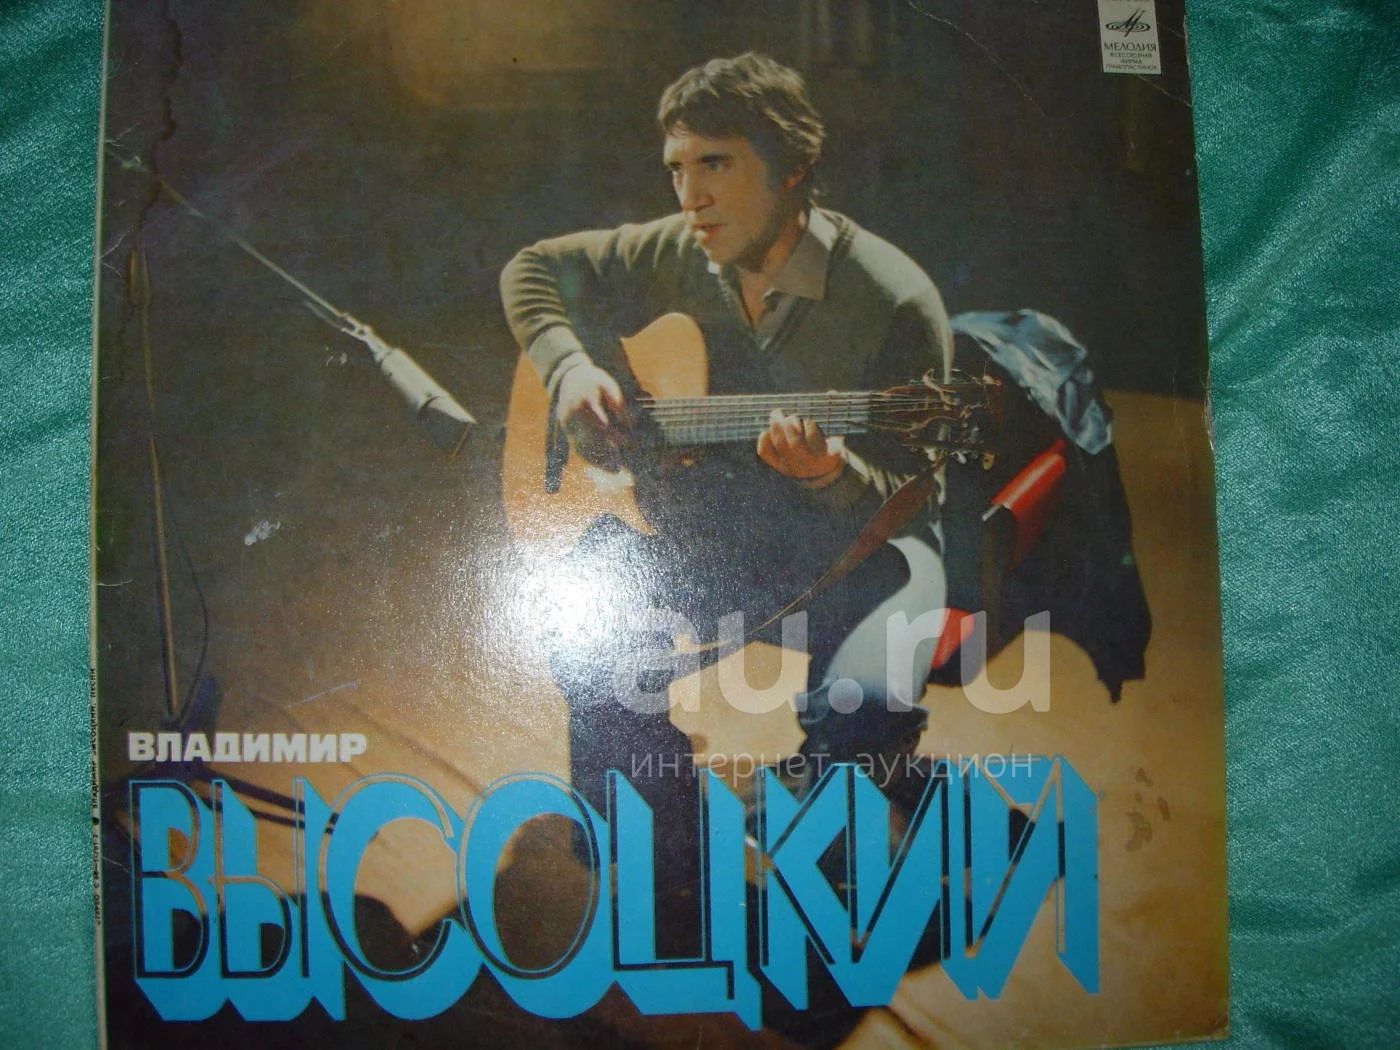 МЕЛОДИЯ
ВСЕСОЮЗНАЯ
ФИРМА
ГРАМПЛАСТИНОК
au.ru
интернет аукцион
ВЛАДИМИР
ВЫСОЦКИЙ